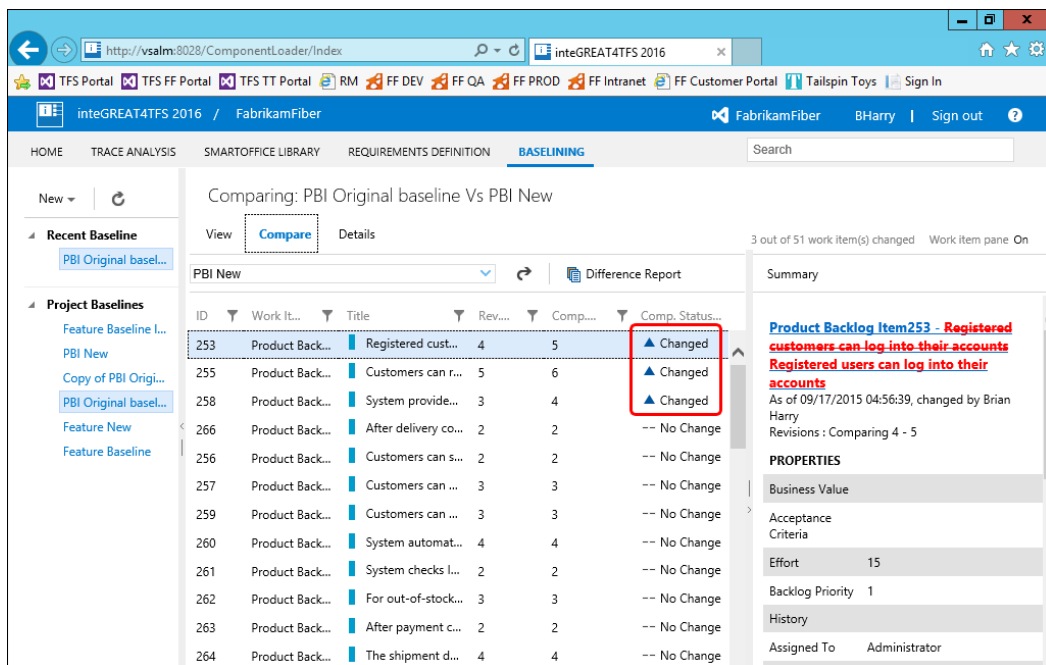 http://vsalm:8028/ComponentLoader/Index
inteGREAT4TFS 2016
TFS Portal TFS FF Portal TFS TT Portal RM FF DEV FF QA FF PROD FF Intranet FF Customer Portal Tailspin Toys Sign In
inteGREAT4TFS 2016 / FabrikamFiber FabrikamFiber BHarry | Sign out
HOME TRACE ANALYSIS SMARTOFFICE LIBRARY REQUIREMENTS DEFINITION BASELINING Search
New
Recent Baseline
PBI Original basel...
Project Baselines
Feature Baseline I...
PBI New
Copy of PBI Origi...
PBI Original basel...
Feature New
Feature Baseline
Comparing: PBI Original baseline Vs PBI New
View Compare Details
3 out of 51 work item(s) changed Work item pane On
PBI New Difference Report
ID Work It... Title Rev... Comp.... Comp. Status...
253 Product Back... Registered cust... 4 5 Changed
255 Product Back... Customers can r... 5 6 Changed
258 Product Back... System provide... 3 4 Changed
266 Product Back... After delivery co... 2 2 -- No Change
256 Product Back... Customers can s... 2 2 -- No Change
257 Product Back... Customers can ... 3 3 -- No Change
259 Product Back... Customers can ... 3 3 -- No Change
260 Product Back... System automat... 4 4 -- No Change
261 Product Back... System checks I... 2 2 -- No Change
262 Product Back... For out-of-stock... 3 3 -- No Change
263 Product Back... After payment c... 2 2 -- No Change
264 Product Back... The shipment d... 4 4 -- No Change
Summary
Product Backlog Item253 - Registered
customers can log into their accounts
Registered users can log into their
accounts
As of 09/17/2015 04:56:39, changed by Brian
Harry
Revisions : Comparing 4 - 5
PROPERTIES
Business Value
Acceptance
Criteria
Effort 15
Backlog Priority 1
History
Assigned To Administrator